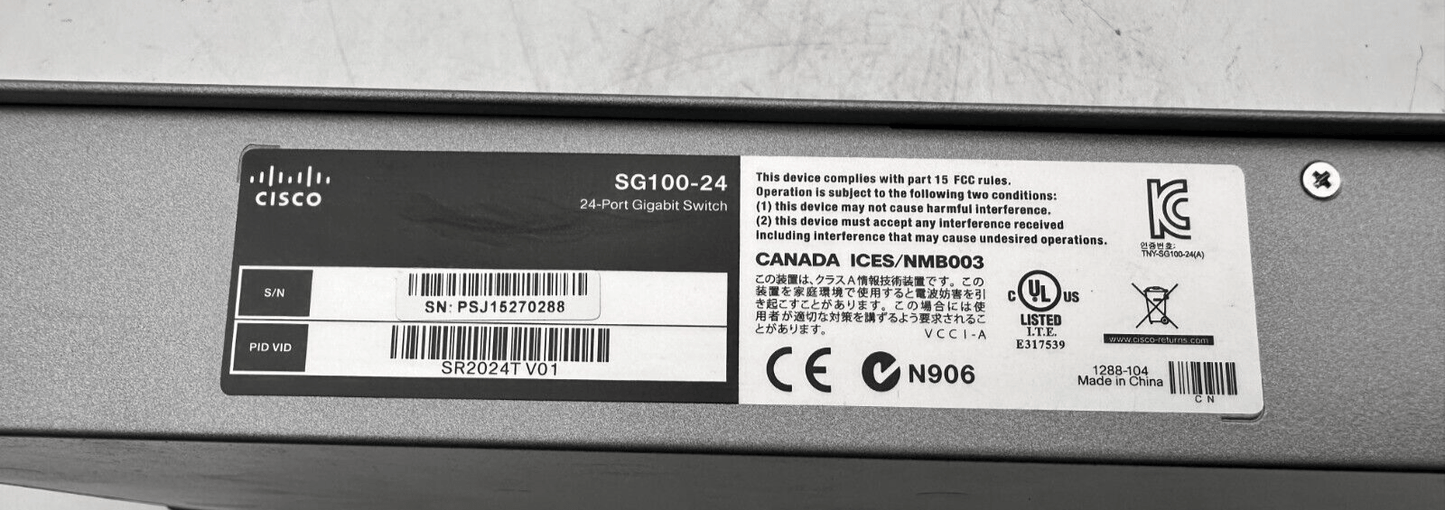 CISCO
SG100-24
24-Port Gigabit Switch
S/N
SN: PSJ15270288
PID VID
SR2024T V01
This device complies with part 15 FCC rules.
Operation is subject to the following two conditions:
(1) this device may not cause harmful interference.
(2) this device must accept any interference received
including interference that may cause undesired operations.
CANADA ICES/NMB003
この装置は、クラスA情報技術装置です。この
装置を家庭環境で使用すると電波妨害を引
き起こすことがあります。この場合には使
用者が適切な対策を講ずるよう要求されるこ
とがあります。
VCCI-A
CE
N906
KC
인증번호:
TNY-SG100-24(A)
C UL US
LISTED
I.T.E.
E317539
www.cisco-returns.com
1288-104
Made in China
CN